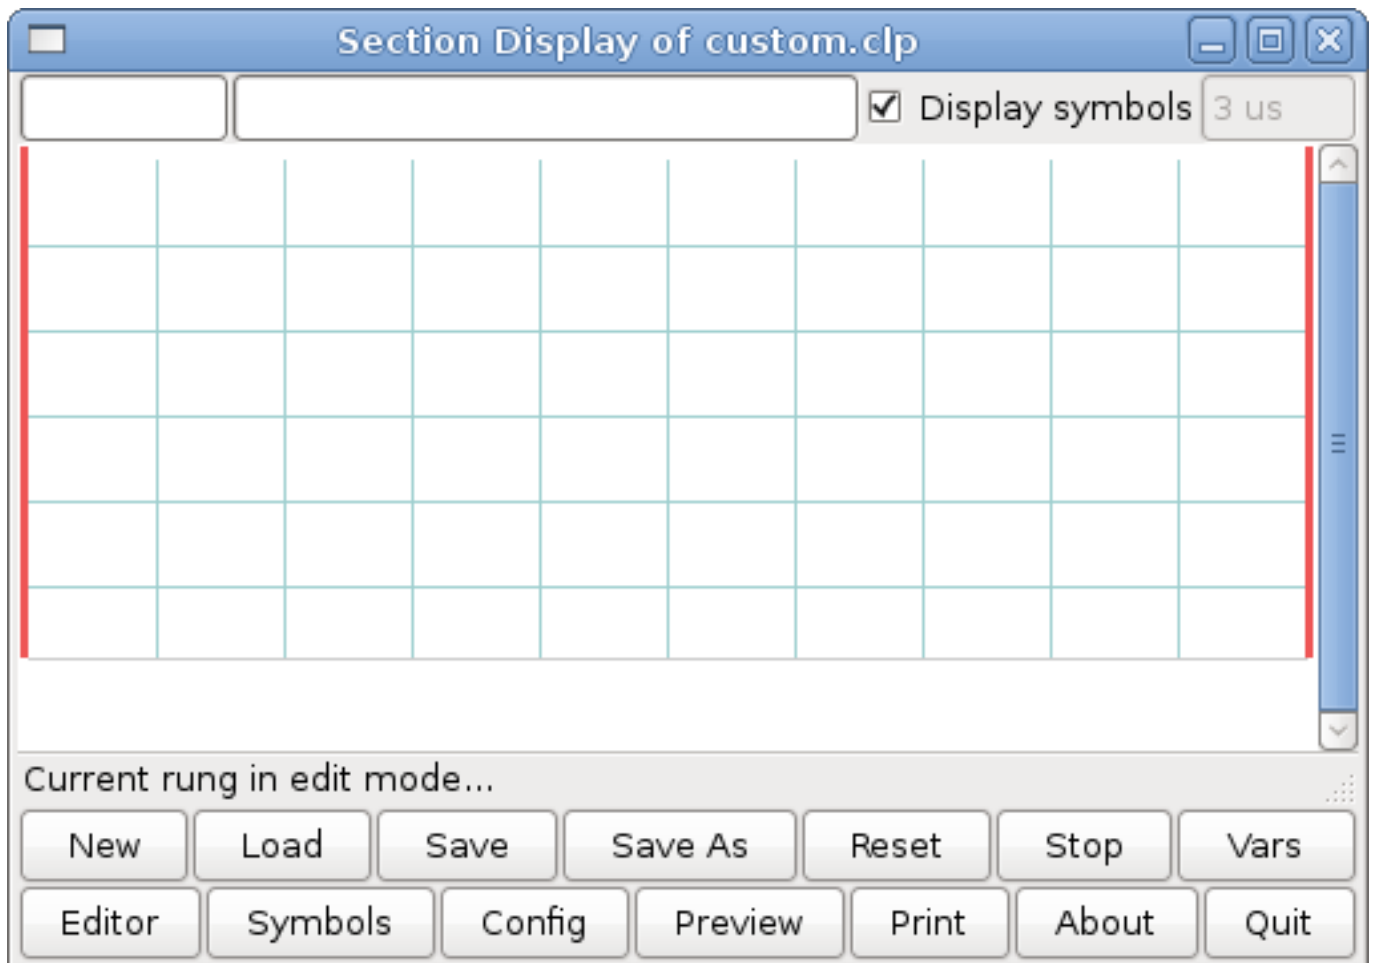 Section Display of custom.clp
Display symbols 3 us
Current rung in edit mode...
New Load Save Save As Reset Stop Vars
Editor Symbols Config Preview Print About Quit